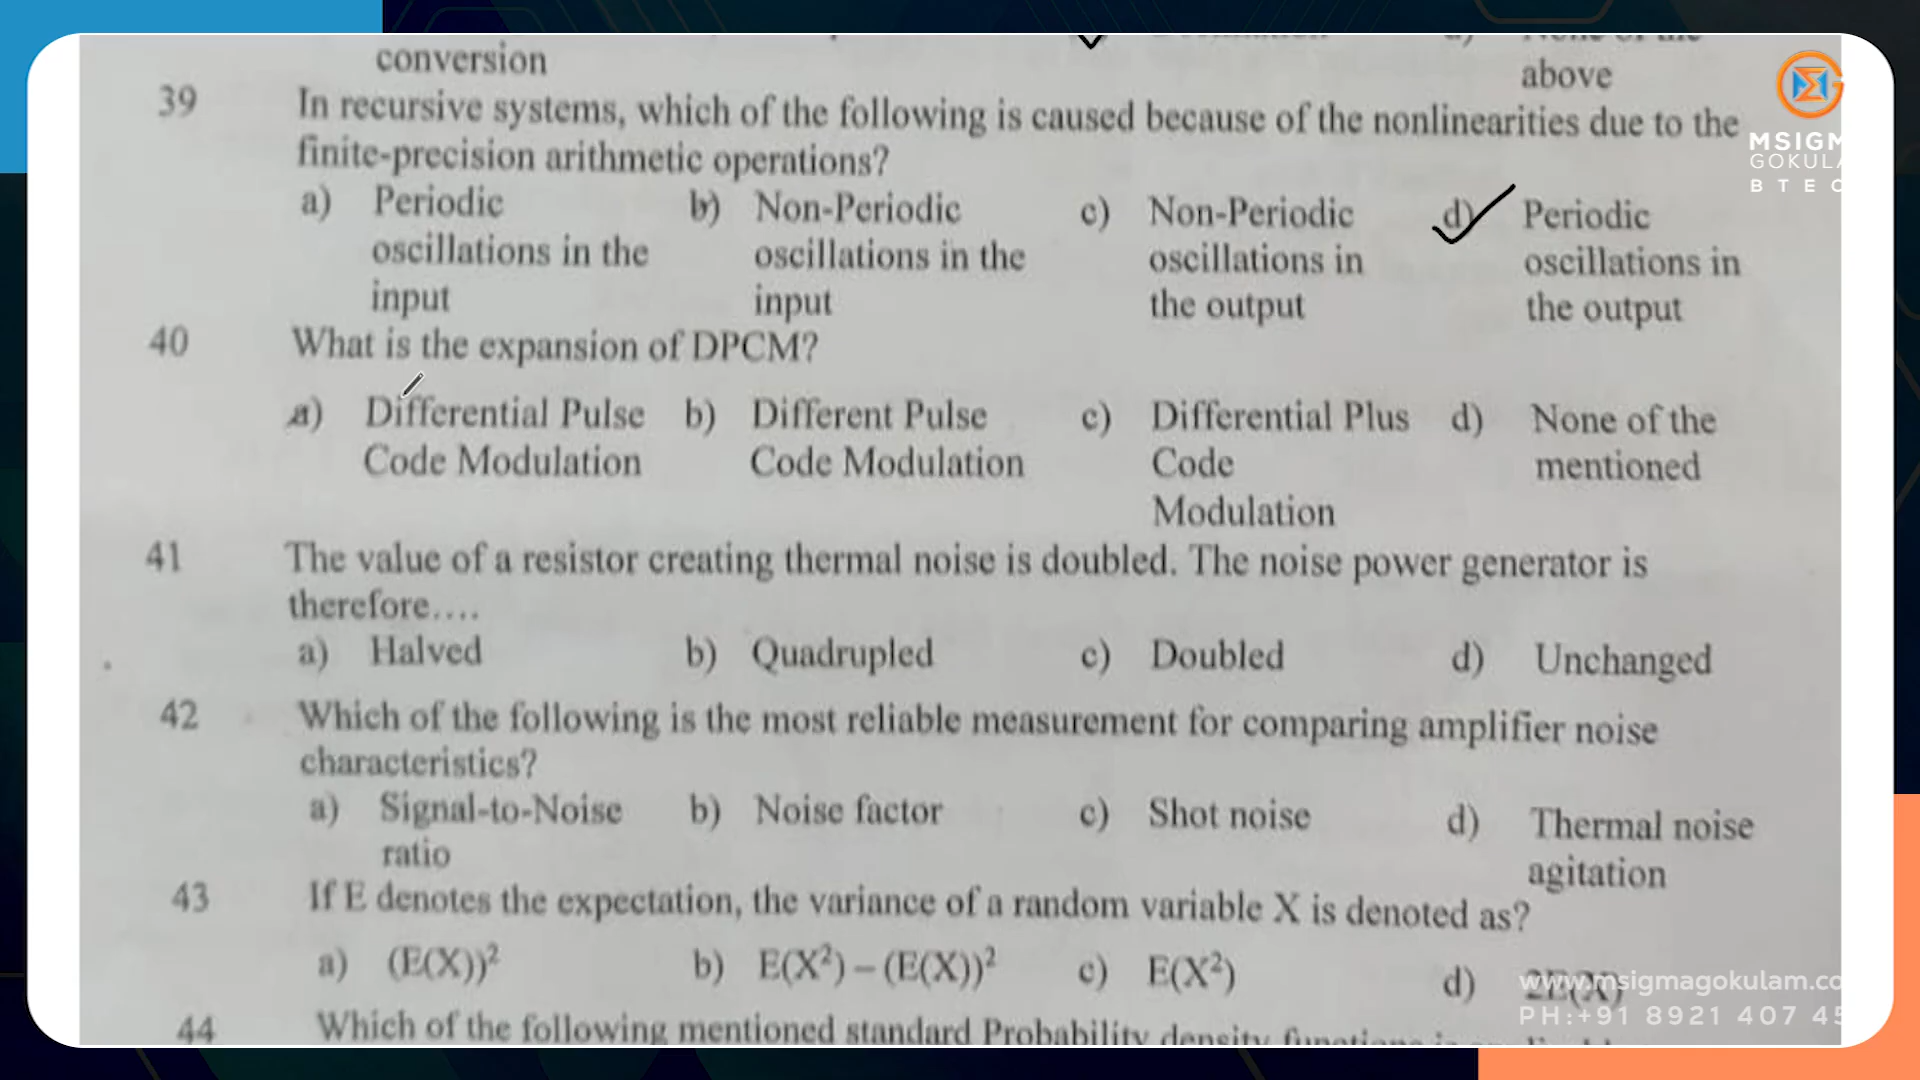 conversion
above
39 In recursive systems, which of the following is caused because of the nonlinearities due to the
finite-precision arithmetic operations?
a) Periodic b) Non-Periodic c) Non-Periodic d) Periodic
oscillations in the oscillations in the oscillations in oscillations in
input input the output the output
40 What is the expansion of DPCM?
a) Differential Pulse b) Different Pulse c) Differential Plus d) None of the
Code Modulation Code Modulation Code mentioned
Modulation
41 The value of a resistor creating thermal noise is doubled. The noise power generator is
therefore....
a) Halved b) Quadrupled c) Doubled d) Unchanged
42 Which of the following is the most reliable measurement for comparing amplifier noise
characteristics?
a) Signal-to-Noise b) Noise factor c) Shot noise d) Thermal noise
ratio agitation
43 If E denotes the expectation, the variance of a random variable X is denoted as?
a) (E(X))² b) E(X²) – (E(X))² c) E(X²) d) 2E(X)
44 Which of the following mentioned standard Probability density functions is
MSIGM
GOKULA
BTEC
www.msigmagokulam.co
PH:+91 8921 407 45